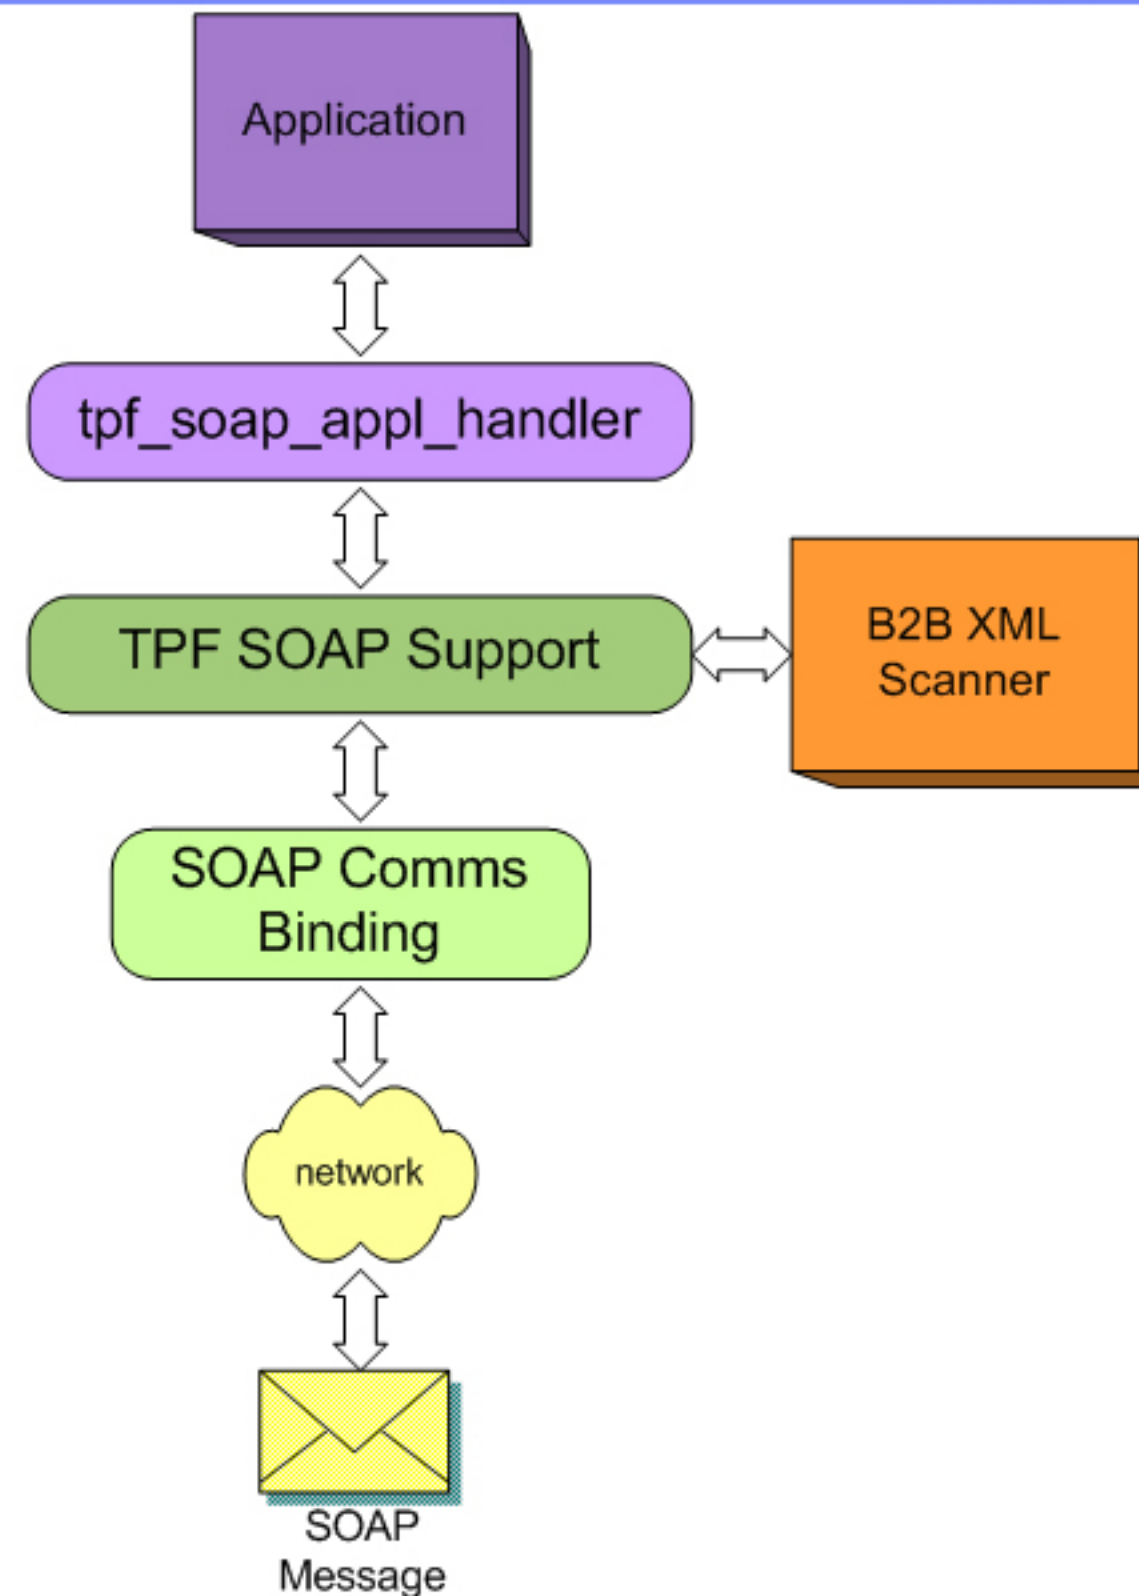 Application
tpf_soap_appl_handler
TPF SOAP Support
B2B XML
Scanner
SOAP Comms
Binding
network
SOAP
Message